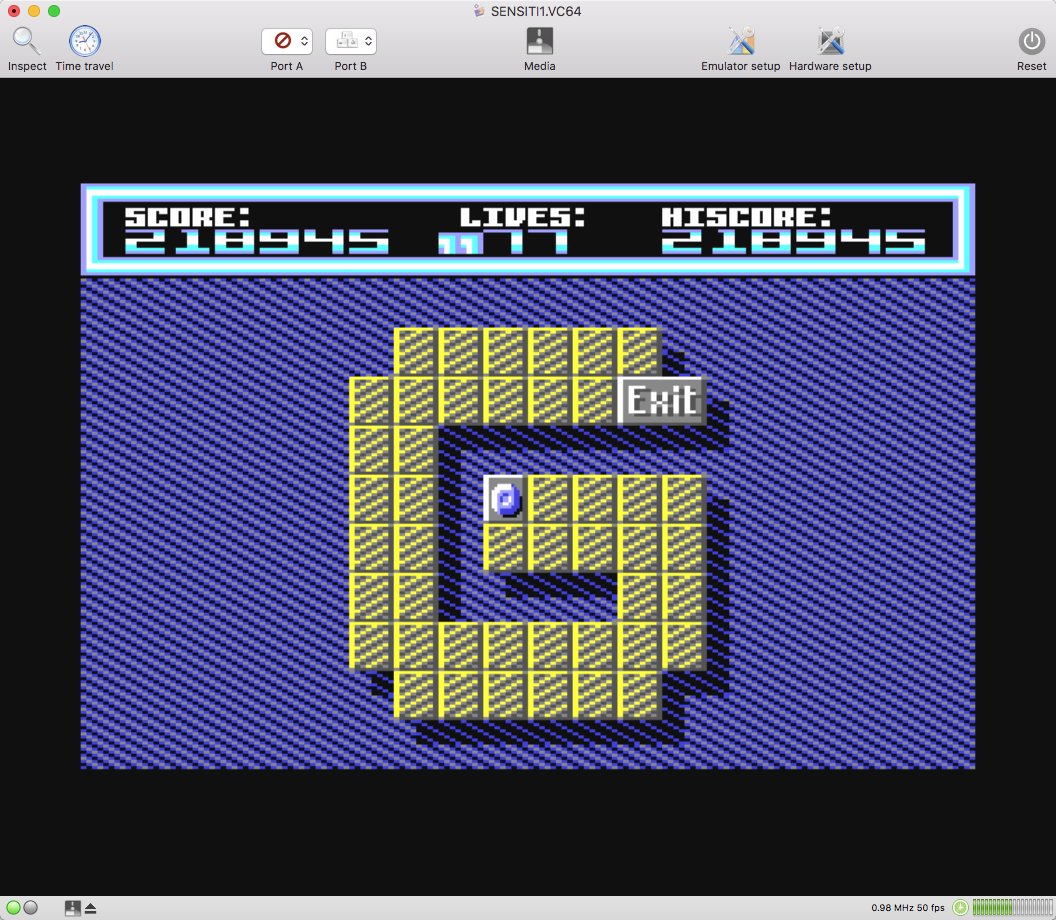 SENSITI1.VC64
Inspect Time travel Port A Port B Media Emulator setup Hardware setup Reset
SCORE: LIVES: HISCORE:
218945 77 218945
Exit
0.98 MHz 50 fps